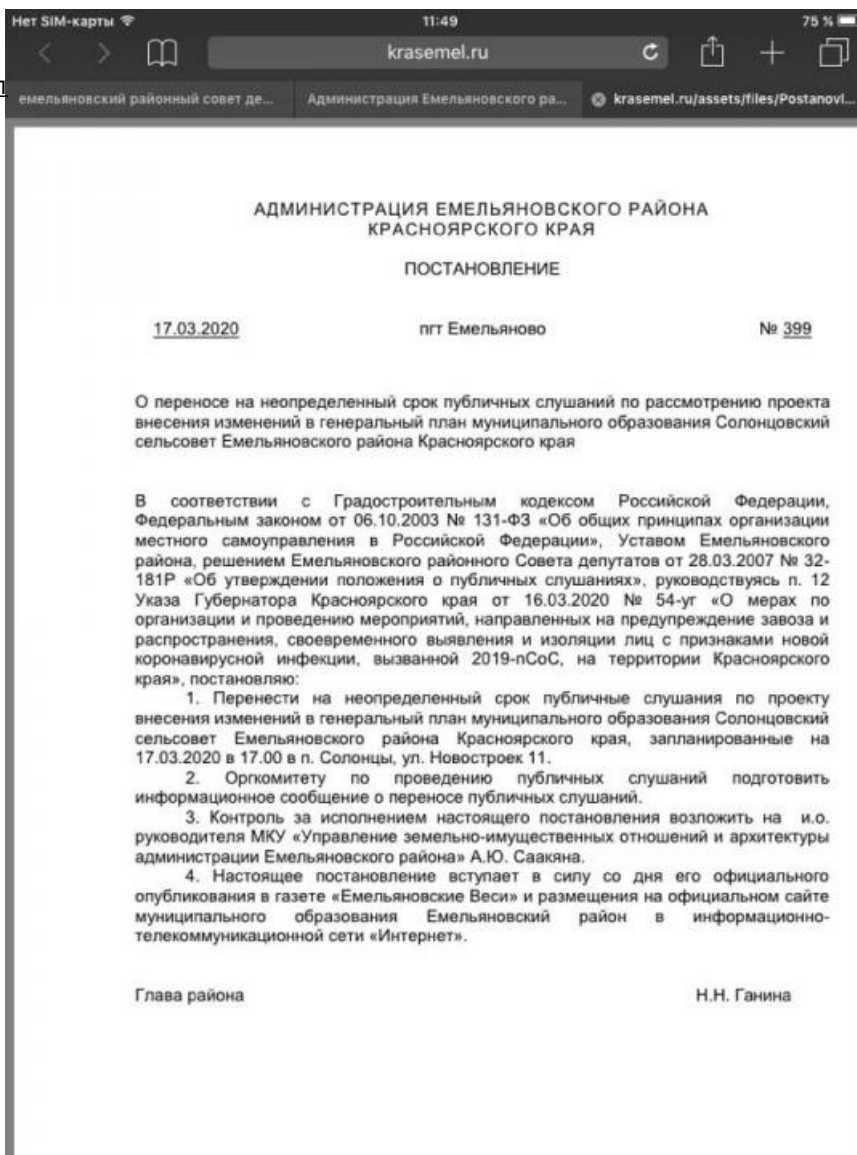 Нет SIM-карты
11:49
75 %
krasemel.ru
1
емельяновский районный совет де...
Администрация Емельяновского ра...
krasemel.ru/assets/files/Postanovl...
АДМИНИСТРАЦИЯ ЕМЕЛЬЯНОВСКОГО РАЙОНА
КРАСНОЯРСКОГО КРАЯ
ПОСТАНОВЛЕНИЕ
17.03.2020 пгт Емельяново № 399
О переносе на неопределенный срок публичных слушаний по рассмотрению проекта
внесения изменений в генеральный план муниципального образования Солонцовский
сельсовет Емельяновского района Красноярского края
В соответствии с Градостроительным кодексом Российской Федерации,
Федеральным законом от 06.10.2003 № 131-ФЗ «Об общих принципах организации
местного самоуправления в Российской Федерации», Уставом Емельяновского
района, решением Емельяновского районного Совета депутатов от 28.03.2007 № 32-
181Р «Об утверждении положения о публичных слушаниях», руководствуясь п. 12
Указа Губернатора Красноярского края от 16.03.2020 № 54-уг «О мерах по
организации и проведению мероприятий, направленных на предупреждение завоза и
распространения, своевременного выявления и изоляции лиц с признаками новой
коронавирусной инфекции, вызванной 2019-nCoC, на территории Красноярского
края», постановляю:
1. Перенести на неопределенный срок публичные слушания по проекту
внесения изменений в генеральный план муниципального образования Солонцовский
сельсовет Емельяновского района Красноярского края, запланированные на
17.03.2020 в 17.00 в п. Солонцы, ул. Новостроек 11.
2. Оргкомитету по проведению публичных слушаний подготовить
информационное сообщение о переносе публичных слушаний.
3. Контроль за исполнением настоящего постановления возложить на и.о.
руководителя МКУ «Управление земельно-имущественных отношений и архитектуры
администрации Емельяновского района» А.Ю. Саакяна.
4. Настоящее постановление вступает в силу со дня его официального
опубликования в газете «Емельяновские Веси» и размещения на официальном сайте
муниципального образования Емельяновский район в информационно-
телекоммуникационной сети «Интернет».
Глава района Н.Н. Ганина